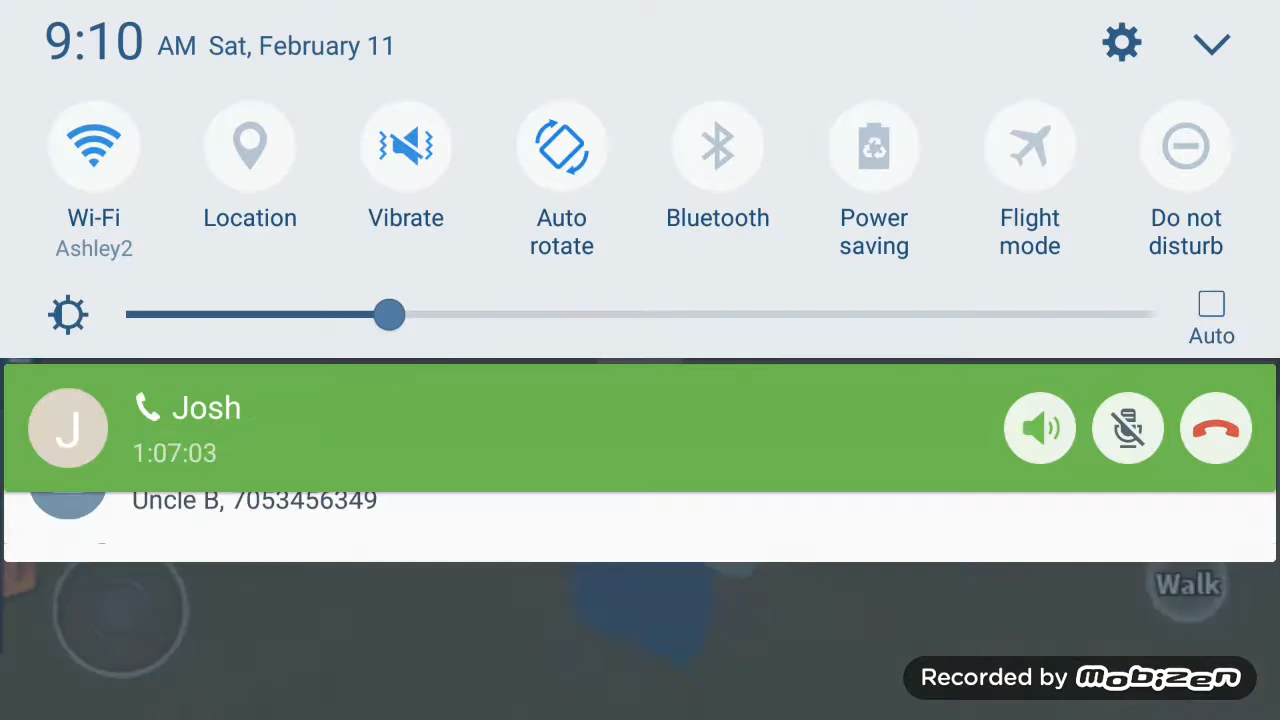 9:10 AM Sat, February 11
Wi-Fi
Ashley2
Location
Vibrate
Auto
rotate
Bluetooth
Power
saving
Flight
mode
Do not
disturb
Auto
J
Josh
1:07:03
Uncle B, 7053456349
Walk
Recorded by mobizen